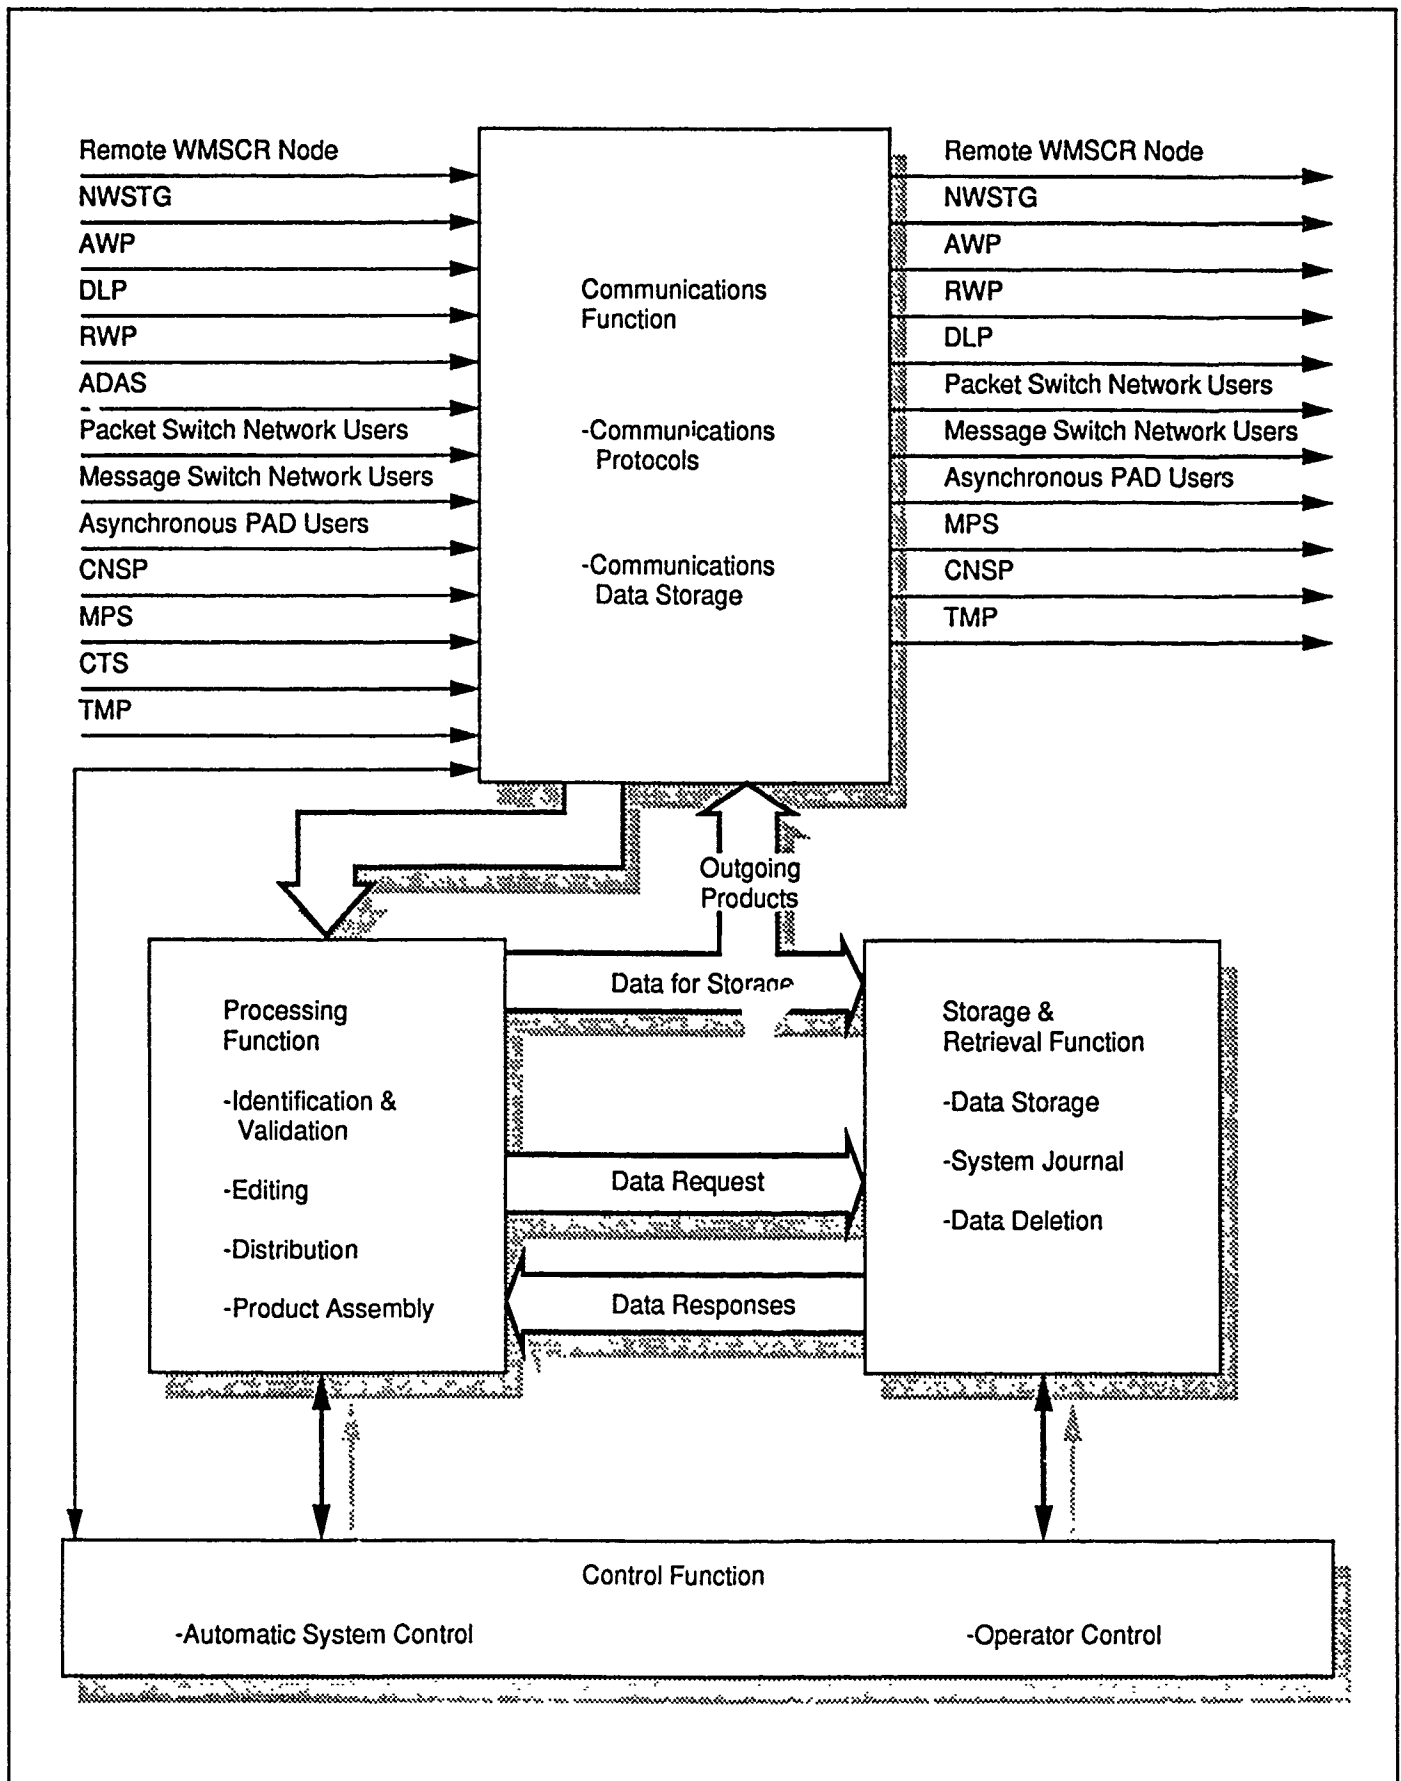 Remote WMSCR Node
NWSTG
AWP
DLP
RWP
ADAS
Packet Switch Network Users
Message Switch Network Users
Asynchronous PAD Users
CNSP
MPS
CTS
TMP
Communications
Function
-Communications
Protocols
-Communications
Data Storage
Remote WMSCR Node
NWSTG
AWP
RWP
DLP
Packet Switch Network Users
Message Switch Network Users
Asynchronous PAD Users
MPS
CNSP
TMP
Outgoing
Products
Data for Storage
Data Request
Data Responses
Processing
Function
-Identification &
Validation
-Editing
-Distribution
-Product Assembly
Storage &
Retrieval Function
-Data Storage
-System Journal
-Data Deletion
Control Function
-Automatic System Control
-Operator Control